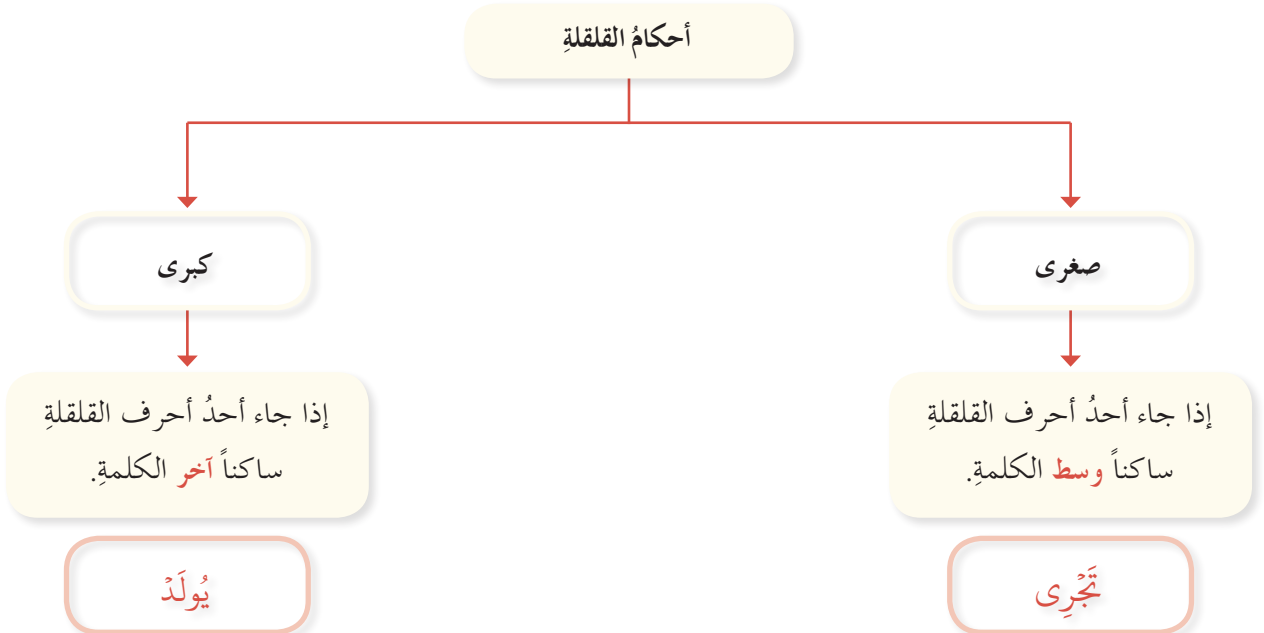 أحكامُ القلقلةِ
صغرى
كبرى
إذا جاء أحدُ أحرف القلقلةِ
ساكناً وسط الكلمةِ.
إذا جاء أحدُ أحرف القلقلةِ
ساكناً آخر الكلمةِ.
تَجۡرِى
يُولَدۡ